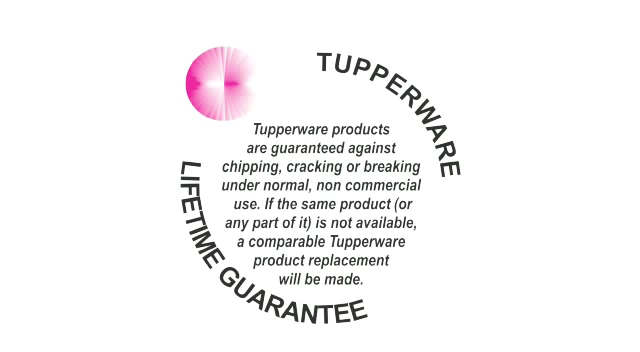 TUPPERWARE
Tupperware products
are guaranteed against
chipping, cracking or breaking
under normal, non commercial
use. If the same product (or
any part of it) is not available,
a comparable Tupperware
product replacement
will be made.
LIFETIME GUARANTEE